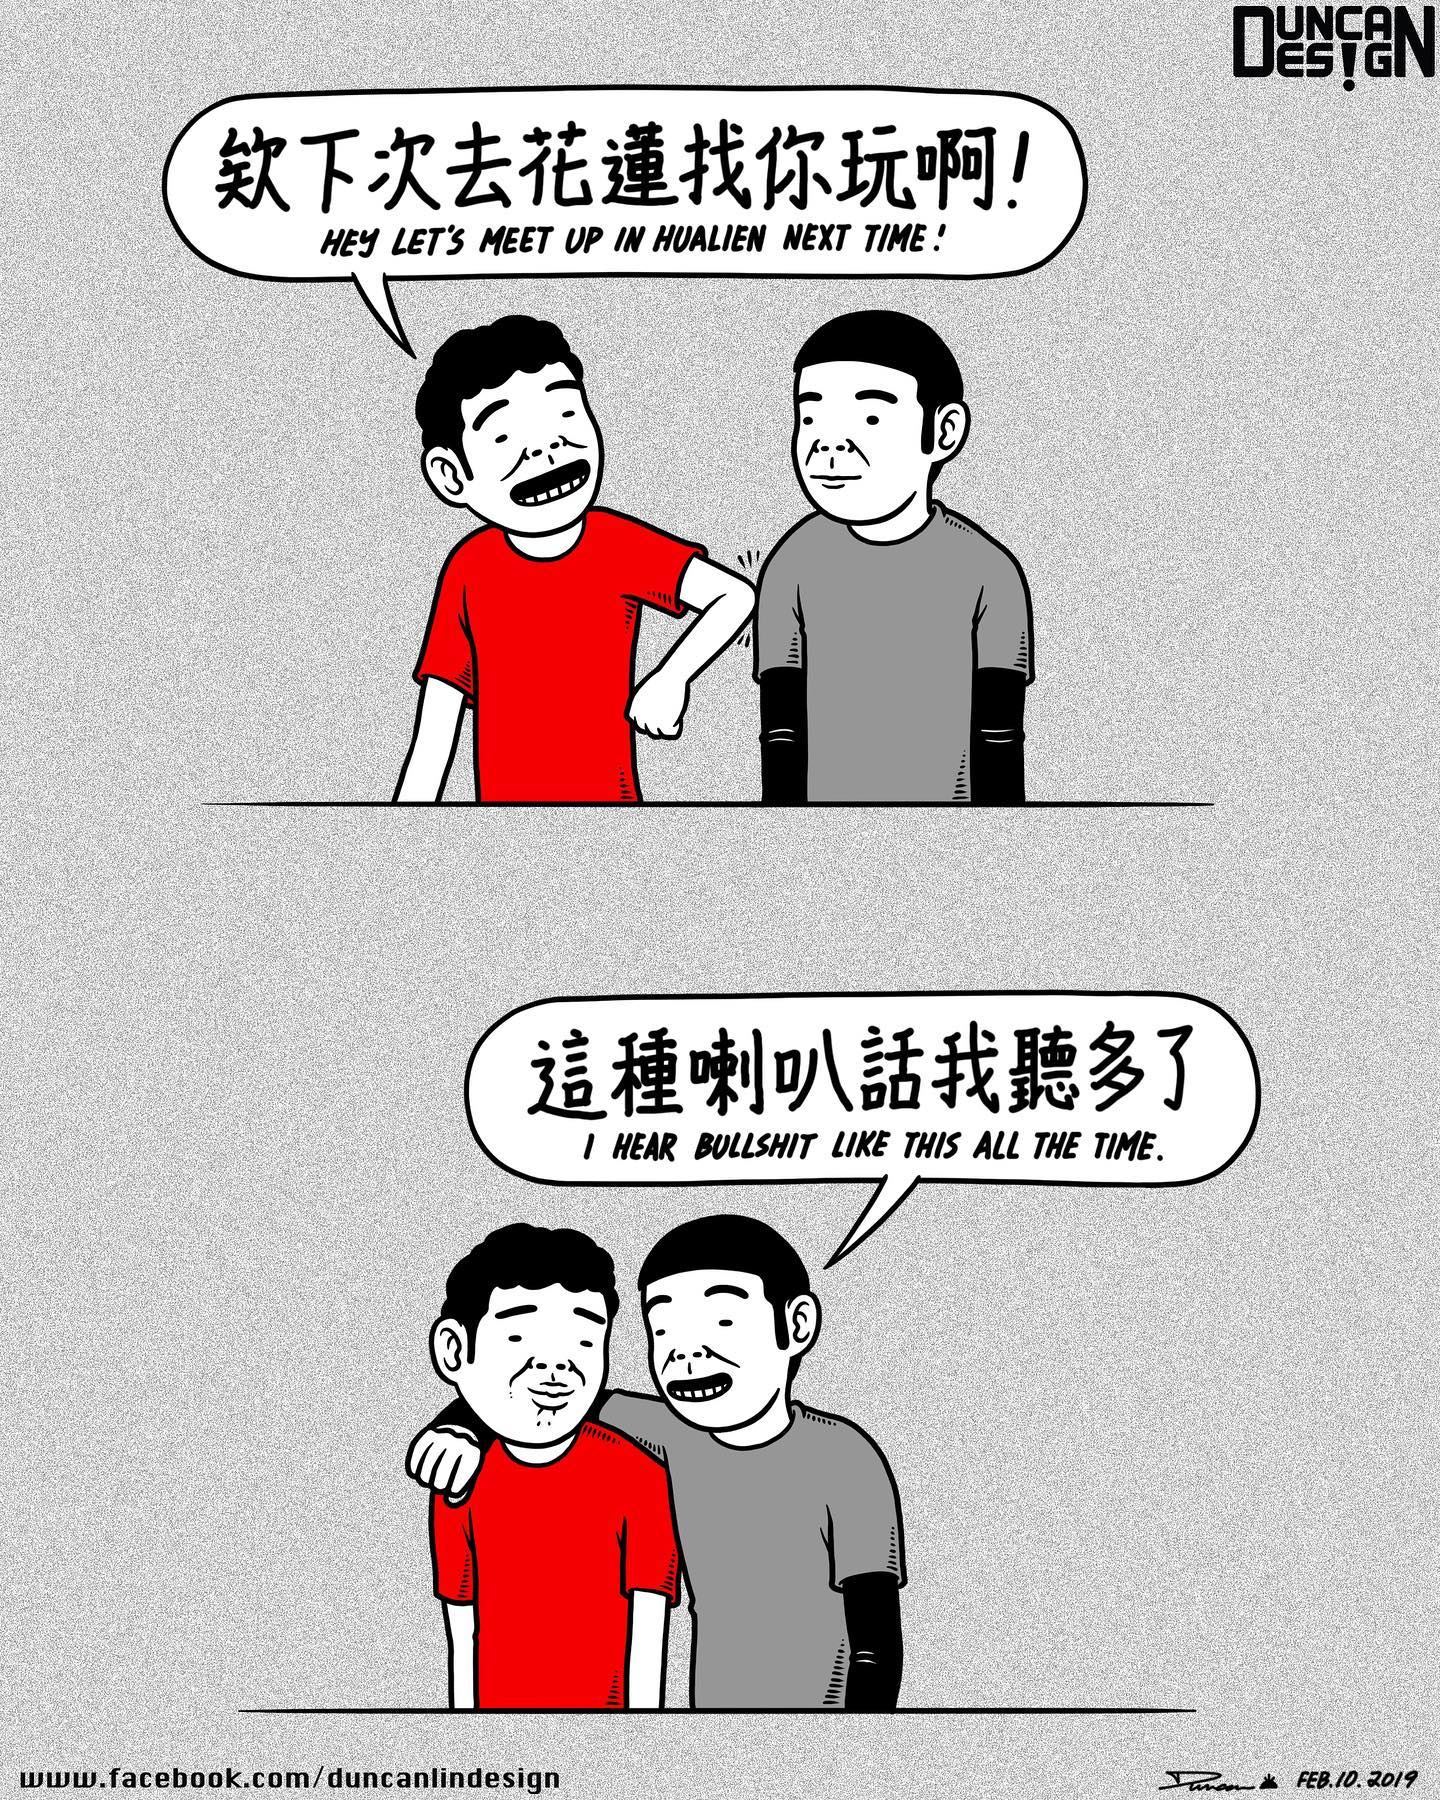 DUNCAN
DES!GN
欸下次去花蓮找你玩啊!
HEY LET'S MEET UP IN HUALIEN NEXT TIME!
這種喇叭話我聽多了
I HEAR BULLSHIT LIKE THIS ALL THE TIME.
www.facebook.com/duncanlindesign
Duncan FEB.10.2019